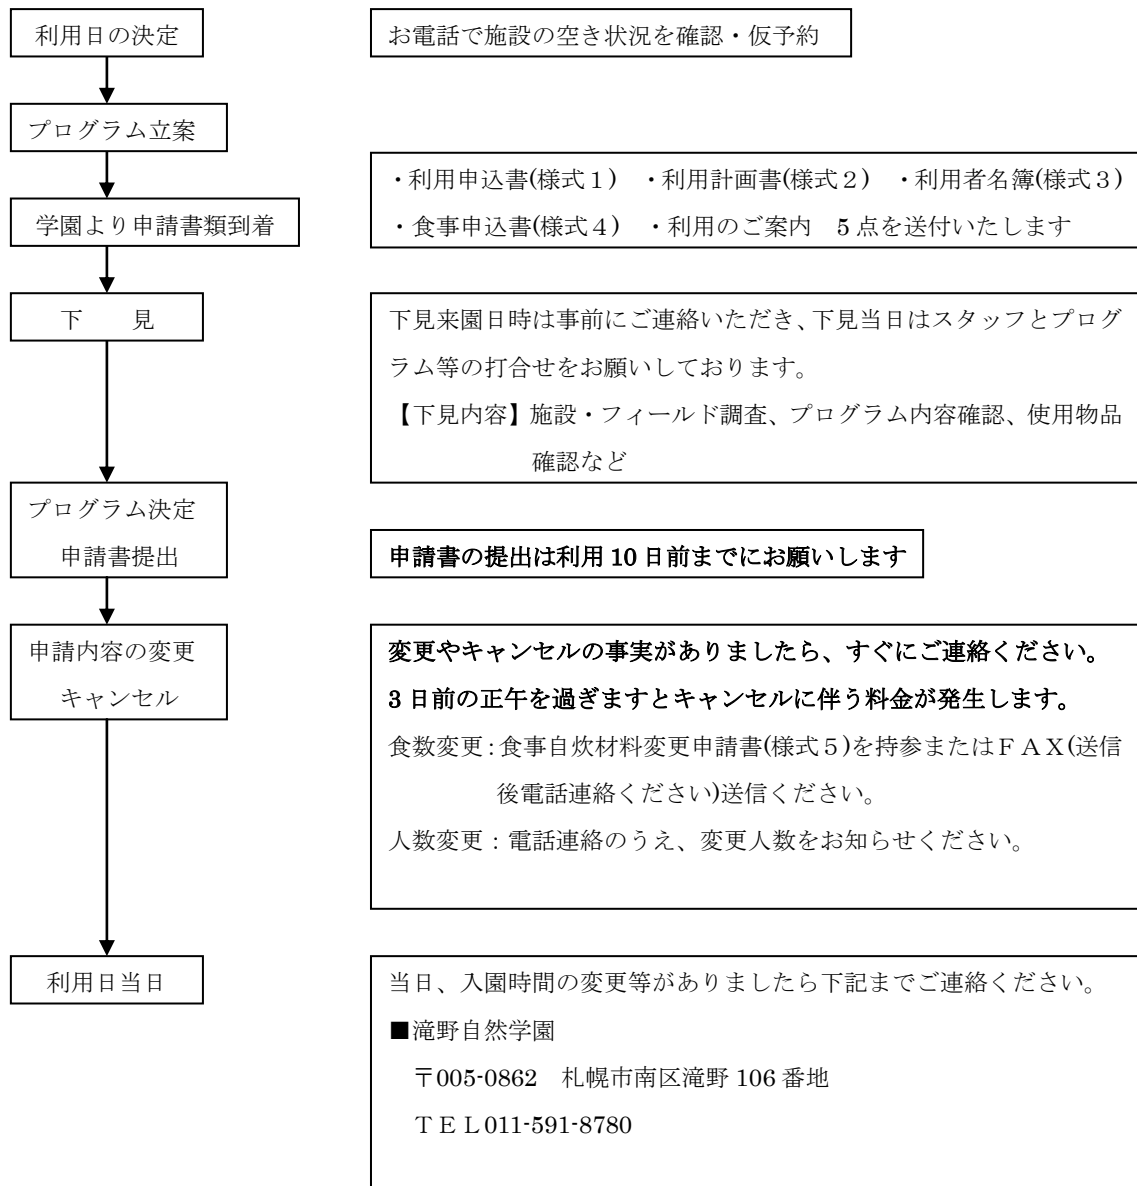 利用日の決定
お電話で施設の空き状況を確認・仮予約
プログラム立案
・利用申込書(様式１)　・利用計画書(様式２)　・利用者名簿(様式３)
・食事申込書(様式４)　・利用のご案内　5 点を送付いたします
学園より申請書類到着
下　　見
下見来園日時は事前にご連絡いただき、下見当日はスタッフとプログ
ラム等の打合せをお願いしております。
【下見内容】施設・フィールド調査、プログラム内容確認、使用物品
確認など
プログラム決定
申請書提出
申請書の提出は利用 10 日前までにお願いします
申請内容の変更
キャンセル
変更やキャンセルの事実がありましたら、すぐにご連絡ください。
3 日前の正午を過ぎますとキャンセルに伴う料金が発生します。
食数変更：食事自炊材料変更申請書(様式５)を持参またはＦＡＸ(送信
後電話連絡ください)送信ください。
人数変更：電話連絡のうえ、変更人数をお知らせください。
利用日当日
当日、入園時間の変更等がありましたら下記までご連絡ください。
■滝野自然学園
〒005-0862　札幌市南区滝野 106 番地
ＴＥＬ011-591-8780